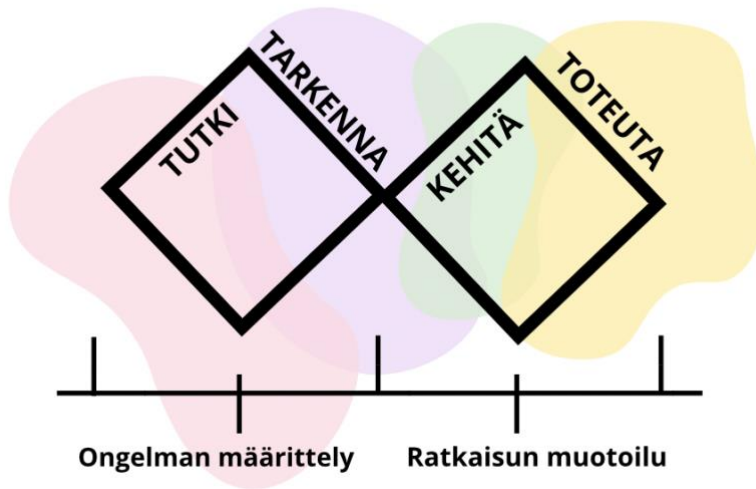 TUTKI
TARKENNA
KEHITÄ
TOTEUTA
Ongelman määrittely
Ratkaisun muotoilu